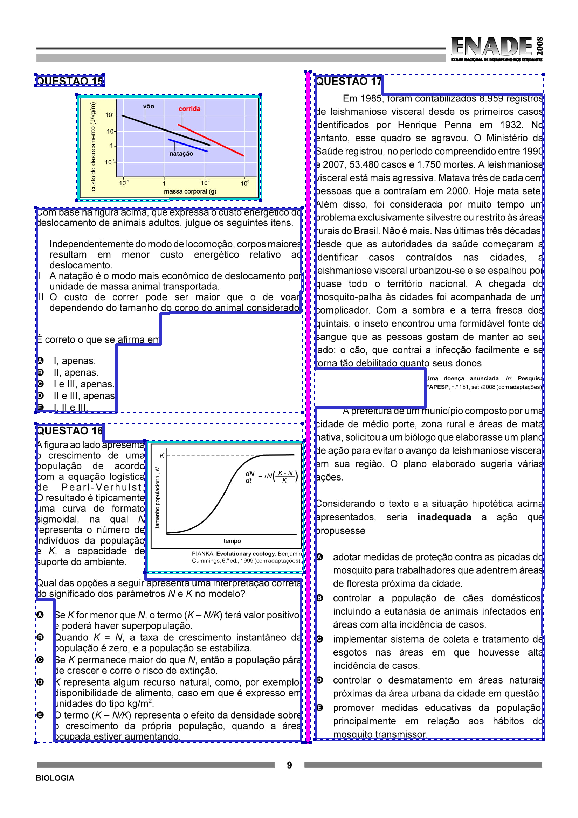 ENADE 2008
EXAME NACIONAL DE DESEMPENHO DOS ESTUDANTES
QUESTÃO 15
vôo
corrida
natação
custo de deslocamento (J/kg/m)
massa corporal (g)
Com base na figura acima, que expressa o custo energético do
deslocamento de animais adultos, julgue os seguintes itens.
Independentemente do modo de locomoção, corpos maiores
resultam em menor custo energético relativo ao
deslocamento.
I A natação é o modo mais econômico de deslocamento por
unidade de massa animal transportada.
II O custo de correr pode ser maior que o de voar,
dependendo do tamanho do corpo do animal considerado.
É correto o que se afirma em
A I, apenas.
B II, apenas.
C I e III, apenas.
D II e III, apenas.
E I, II e III.
QUESTÃO 16
A figura ao lado apresenta
o crescimento de uma
população de acordo
com a equação logística
de Pearl-Verhulst.
O resultado é tipicamente
uma curva de formato
sigmoidal, na qual N
representa o número de
indivíduos da população
e K, a capacidade de
suporte do ambiente.
K
tamanho populacional - N
dN/dt = rN (K - N / K)
tempo
PIANKA. Evolutionary ecology. Benjamin
Cummings, 6.ª ed., 1999 (com adaptações).
Qual das opções a seguir apresenta uma interpretação correta
do significado dos parâmetros N e K no modelo?
A Se K for menor que N, o termo (K – N/K) terá valor positivo,
e poderá haver superpopulação.
B Quando K = N, a taxa de crescimento instantâneo da
população é zero, e a população se estabiliza.
C Se K permanece maior do que N, então a população pára
de crescer e corre o risco de extinção.
D K representa algum recurso natural, como, por exemplo,
disponibilidade de alimento, caso em que é expresso em
unidades do tipo kg/m².
E O termo (K – N/K) representa o efeito da densidade sobre
o crescimento da própria população, quando a área
ocupada estiver aumentando.
QUESTÃO 17
Em 1985, foram contabilizados 8.959 registros
de leishmaniose visceral desde os primeiros casos
identificados por Henrique Penna em 1932. No
entanto, esse quadro se agravou. O Ministério da
Saúde registrou, no período compreendido entre 1990
e 2007, 53.480 casos e 1.750 mortes. A leishmaniose
visceral está mais agressiva. Matava três de cada cem
pessoas que a contraíam em 2000. Hoje mata sete.
Além disso, foi considerada por muito tempo um
problema exclusivamente silvestre ou restrito às áreas
rurais do Brasil. Não é mais. Nas últimas três décadas,
desde que as autoridades da saúde começaram a
identificar casos contraídos nas cidades, a
leishmaniose visceral urbanizou-se e se espalhou por
quase todo o território nacional. A chegada do
mosquito-palha às cidades foi acompanhada de um
complicador. Com a sombra e a terra fresca dos
quintais, o inseto encontrou uma formidável fonte de
sangue que as pessoas gostam de manter ao seu
lado: o cão, que contrai a infecção facilmente e se
torna tão debilitado quanto seus donos.
Uma doença anunciada. In: Pesquisa
FAPESP, n.º 151, set./2008 (com adaptações).
A prefeitura de um município composto por uma
cidade de médio porte, zona rural e áreas de mata
nativa, solicitou a um biólogo que elaborasse um plano
de ação para evitar o avanço da leishmaniose visceral
em sua região. O plano elaborado sugeria várias
ações.
Considerando o texto e a situação hipotética acima
apresentados, seria inadequada a ação que
propusesse
A adotar medidas de proteção contra as picadas do
mosquito para trabalhadores que adentrem áreas
de floresta próxima da cidade.
B controlar a população de cães domésticos,
incluindo a eutanásia de animais infectados em
áreas com alta incidência de casos.
C implementar sistema de coleta e tratamento de
esgotos nas áreas em que houvesse alta
incidência de casos.
D controlar o desmatamento em áreas naturais
próximas da área urbana da cidade em questão.
E promover medidas educativas da população,
principalmente em relação aos hábitos do
mosquito transmissor.
9
BIOLOGIA